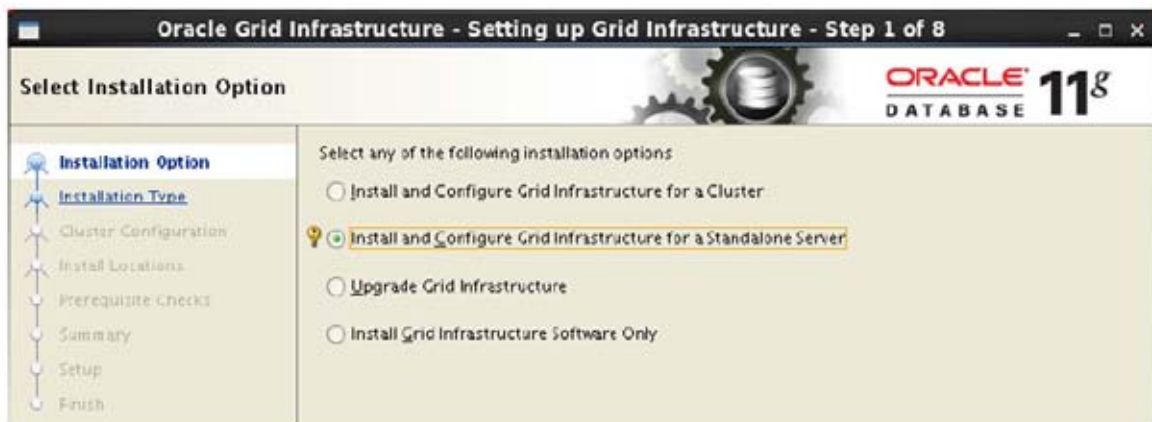 Oracle Grid Infrastructure - Setting up Grid Infrastructure - Step 1 of 8
Select Installation Option
ORACLE
DATABASE
11g
Installation Option
Installation Type
Cluster Configuration
Install Locations
Prerequisite Checks
Summary
Setup
Finish
Select any of the following installation options
Install and Configure Grid Infrastructure for a Cluster
Install and Configure Grid Infrastructure for a Standalone Server
Upgrade Grid Infrastructure
Install Grid Infrastructure Software Only